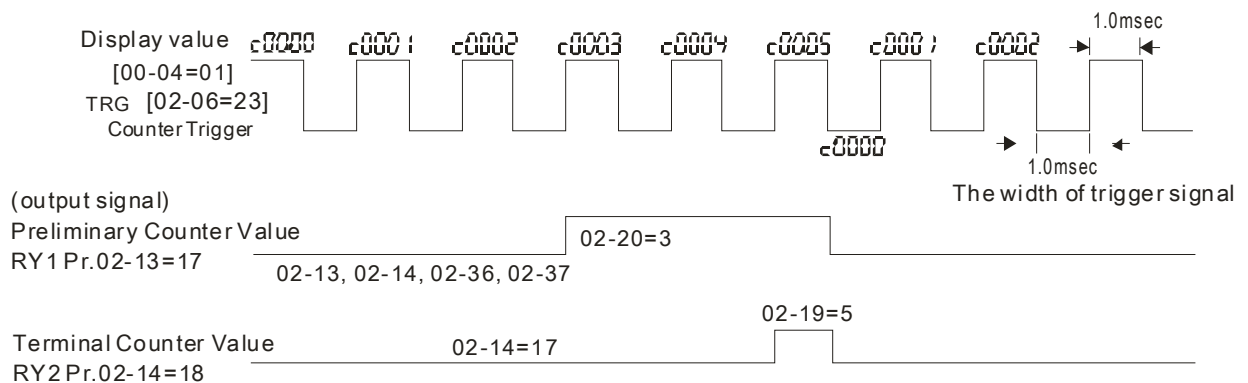 1.0msec
Display value c0000 c0001 c0002 c0003 c0004 c0005 c0001 c0002
[00-04=01]
TRG [02-06=23]
Counter Trigger
c0000
1.0msec
The width of trigger signal
(output signal)
Preliminary Counter Value
02-20=3
RY1 Pr.02-13=17
02-13, 02-14, 02-36, 02-37
02-19=5
Terminal Counter Value
02-14=17
RY2 Pr.02-14=18